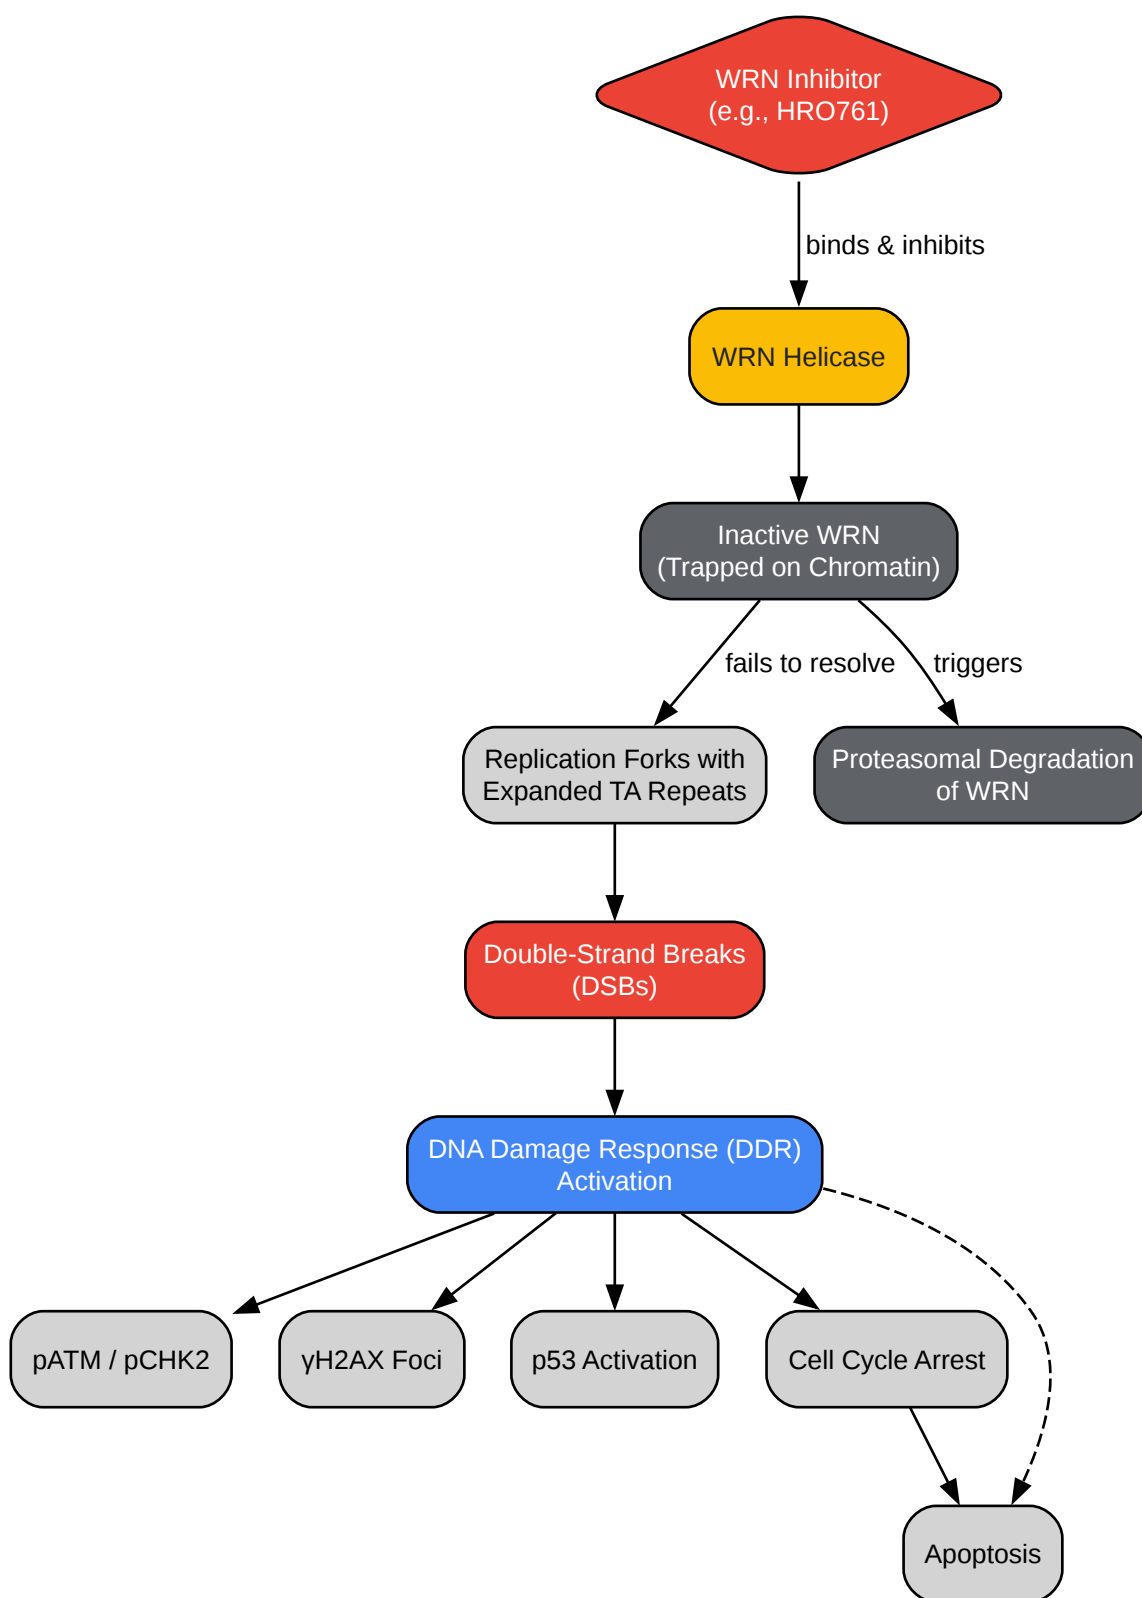 WRN Inhibitor
(e.g., HRO761)
binds & inhibits
WRN Helicase
Inactive WRN
(Trapped on Chromatin)
fails to resolve
triggers
Replication Forks with
Expanded TA Repeats
Proteasomal Degradation
of WRN
Double-Strand Breaks
(DSBs)
DNA Damage Response (DDR)
Activation
pATM / pCHK2
γH2AX Foci
p53 Activation
Cell Cycle Arrest
Apoptosis